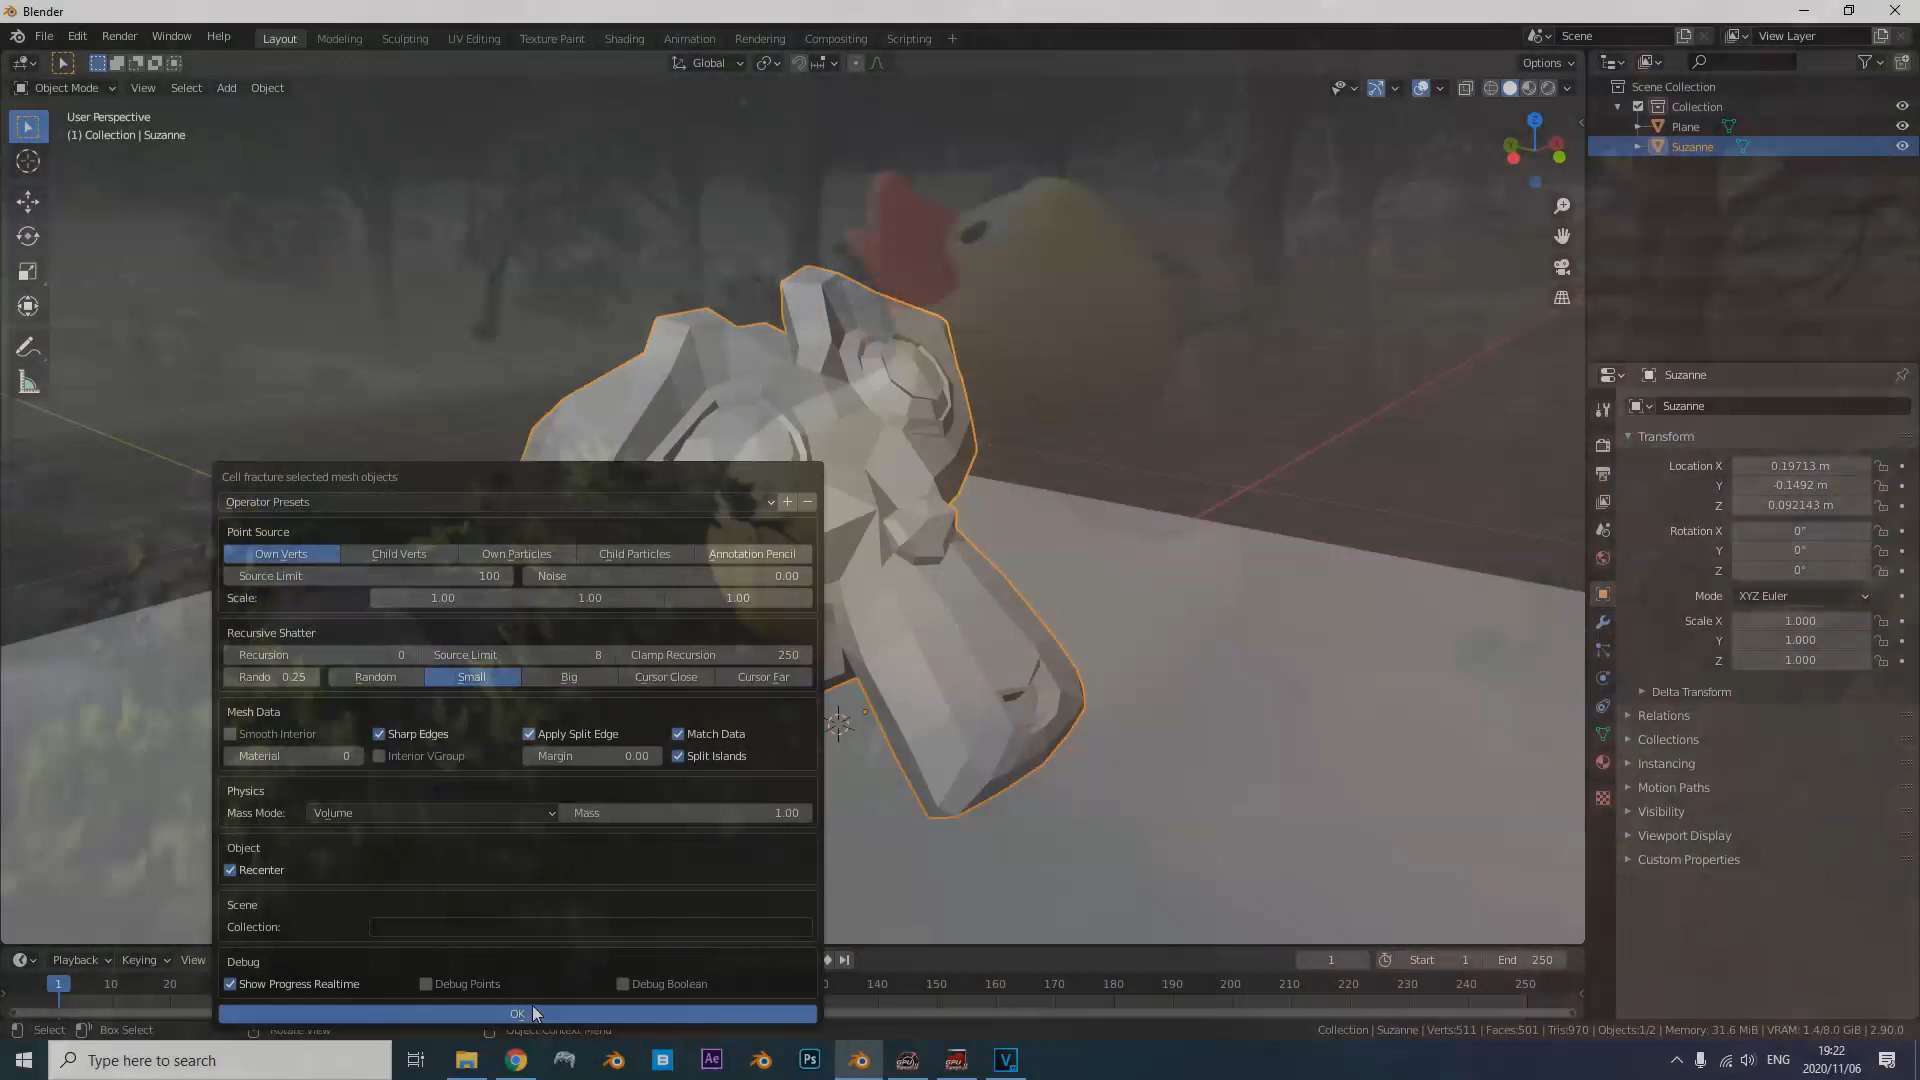 Blender
File Edit Render Window Help
Layout Modeling Sculpting UV Editing Texture Paint Shading Animation Rendering Compositing Scripting +
Scene
View Layer
Global
Options
Object Mode View Select Add Object
User Perspective
(1) Collection | Suzanne
Z
Scene Collection
Collection
Plane
Suzanne
Cell fracture selected mesh objects
Operator Presets
Point Source
Own Verts Child Verts Own Particles Child Particles Annotation Pencil
Source Limit 100 Noise 0.00
Scale: 1.00 1.00 1.00
Recursive Shatter
Recursion 0 Source Limit 8 Clamp Recursion 250
Rando 0.25 Random Small Big Cursor Close Cursor Far
Mesh Data
Smooth Interior Sharp Edges Apply Split Edge Match Data
Material 0 Interior VGroup Margin 0.00 Split Islands
Physics
Mass Mode: Volume Mass 1.00
Object
Recenter
Scene
Collection:
Debug
Show Progress Realtime Debug Points Debug Boolean
OK
Suzanne
Suzanne
Transform
Location X 0.19713 m
Y -0.1492 m
Z 0.092143 m
Rotation X 0°
Y 0°
Z 0°
Mode XYZ Euler
Scale X 1.000
Y 1.000
Z 1.000
Delta Transform
Relations
Collections
Instancing
Motion Paths
Visibility
Viewport Display
Custom Properties
Playback Keying View
1 Start 1 End 250
1 10 20 140 150 160 170 180 190 200 210 220 230 240 250
Select Box Select Rotate View Object Context Menu
Collection | Suzanne | Verts:511 | Faces:501 | Tris:970 | Objects:1/2 | Memory: 31.6 MiB | VRAM: 1.4/8.0 GiB | 2.90.0
Type here to search
Ae
Ps
V
ENG
19:22
2020/11/06